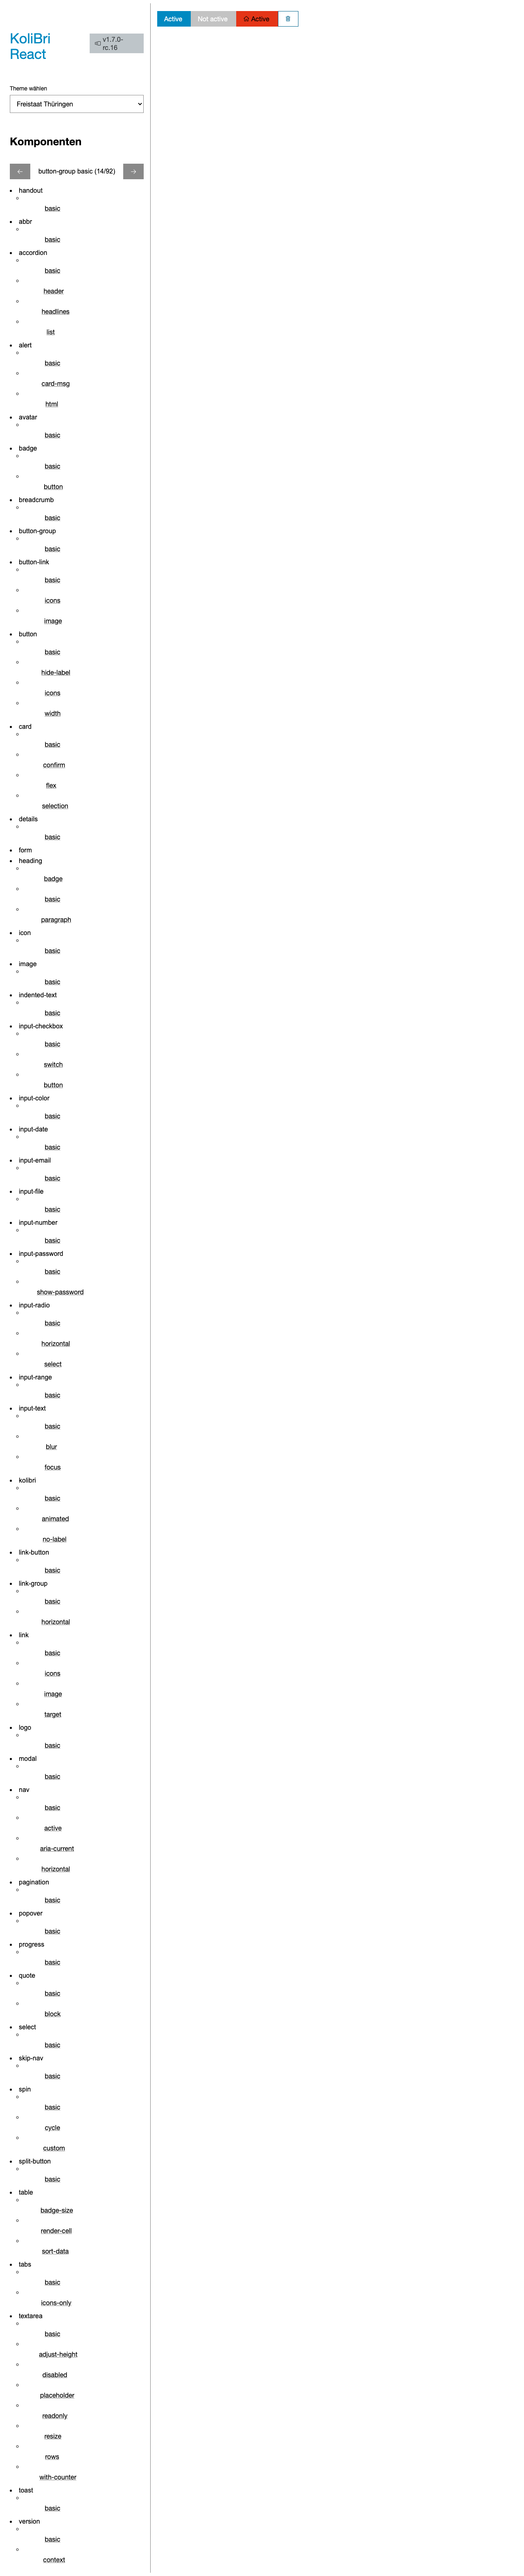 KoliBri
React
v1.7.0-
rc.16
Theme wählen
Freistaat Thüringen
Komponenten
button-group basic (14/92)
handout
basic
abbr
basic
accordion
basic
header
headlines
list
alert
basic
card-msg
html
avatar
basic
badge
basic
button
breadcrumb
basic
button-group
basic
button-link
basic
icons
image
button
basic
hide-label
icons
width
card
basic
confirm
flex
selection
details
basic
form
heading
badge
basic
paragraph
icon
basic
image
basic
indented-text
basic
input-checkbox
basic
switch
button
input-color
basic
input-date
basic
input-email
basic
input-file
basic
input-number
basic
input-password
basic
show-password
input-radio
basic
horizontal
select
input-range
basic
input-text
basic
blur
focus
kolibri
basic
animated
no-label
link-button
basic
link-group
basic
horizontal
link
basic
icons
image
target
logo
basic
modal
basic
nav
basic
active
aria-current
horizontal
pagination
basic
popover
basic
progress
basic
quote
basic
block
select
basic
skip-nav
basic
spin
basic
cycle
custom
split-button
basic
table
badge-size
render-cell
sort-data
tabs
basic
icons-only
textarea
basic
adjust-height
disabled
placeholder
readonly
resize
rows
with-counter
toast
basic
version
basic
context
Active Not active Active